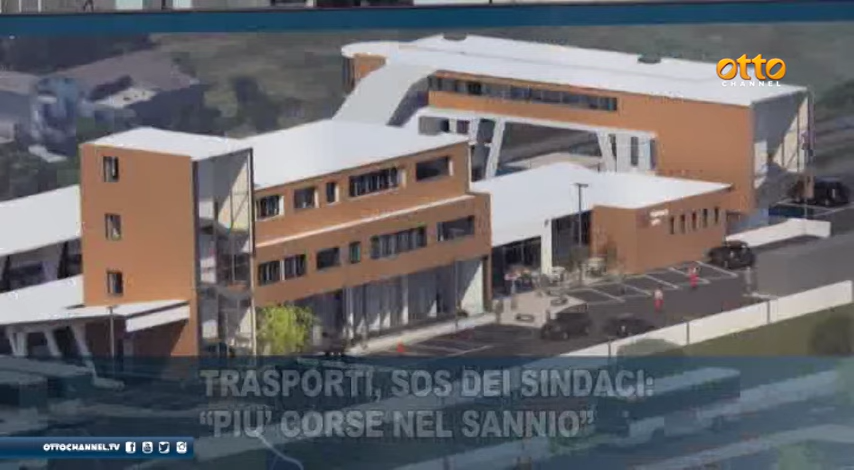 otto
CHANNEL
TRASPORTI, SOS DEI SINDACI:
“PIU’ CORSE NEL SANNIO”
OTTOCHANNEL.TV